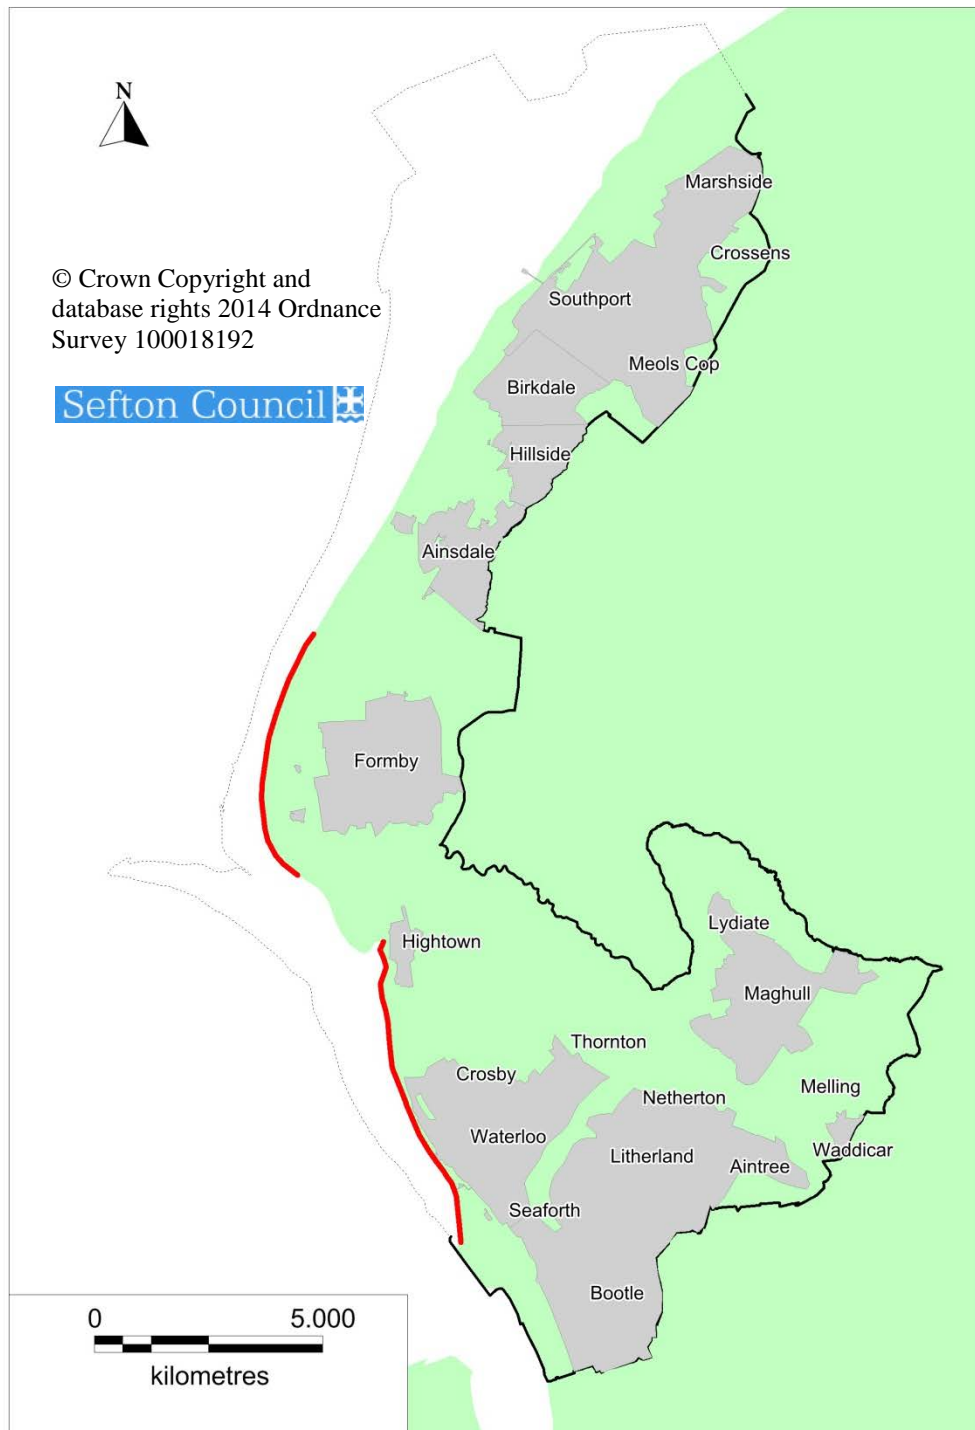 N
Marshside
Crossens
© Crown Copyright and
database rights 2014 Ordnance
Survey 100018192
Southport
Meols Cop
Birkdale
Sefton Council
Hillside
Ainsdale
Formby
Lydiate
Hightown
Maghull
Thornton
Crosby
Melling
Netherton
Waterloo
Litherland
Waddicar
Aintree
Seaforth
Bootle
0 5.000
kilometres